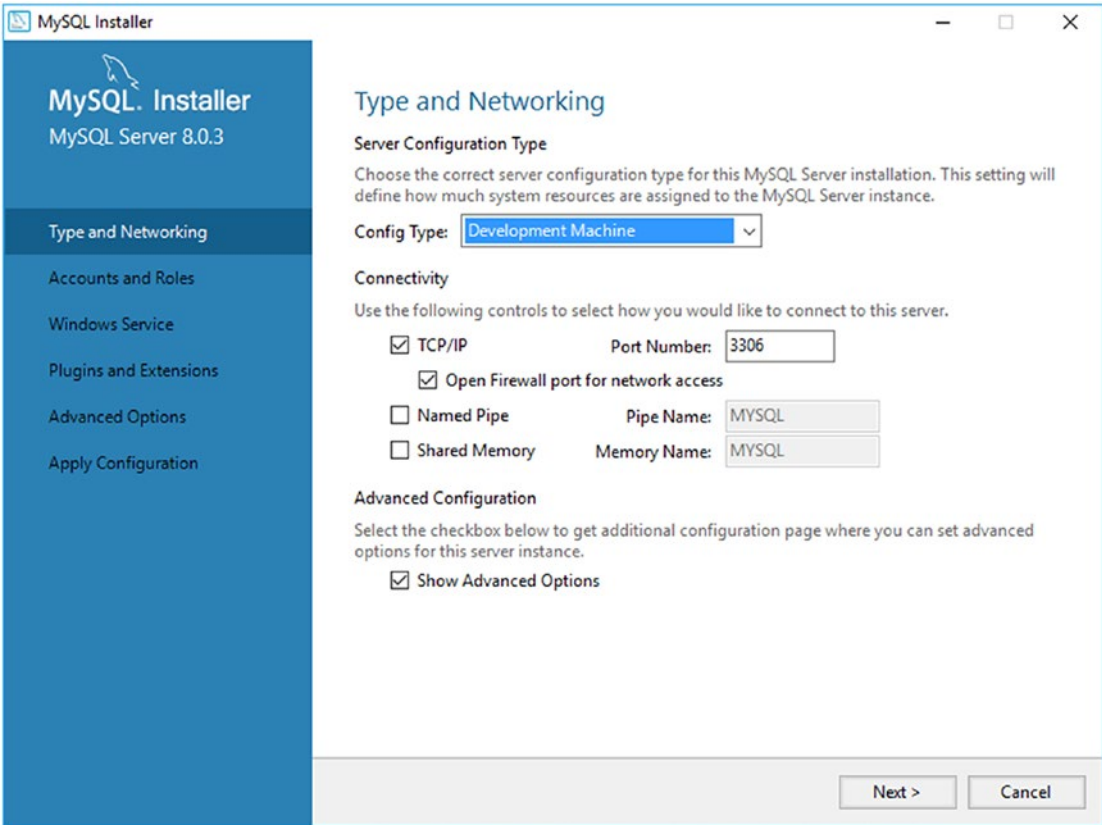 MySQL Installer
MySQL. Installer
MySQL Server 8.0.3
Type and Networking
Accounts and Roles
Windows Service
Plugins and Extensions
Advanced Options
Apply Configuration
Type and Networking
Server Configuration Type
Choose the correct server configuration type for this MySQL Server installation. This setting will
define how much system resources are assigned to the MySQL Server instance.
Config Type: Development Machine
Connectivity
Use the following controls to select how you would like to connect to this server.
TCP/IP Port Number: 3306
Open Firewall port for network access
Named Pipe Pipe Name: MYSQL
Shared Memory Memory Name: MYSQL
Advanced Configuration
Select the checkbox below to get additional configuration page where you can set advanced
options for this server instance.
Show Advanced Options
Next > Cancel